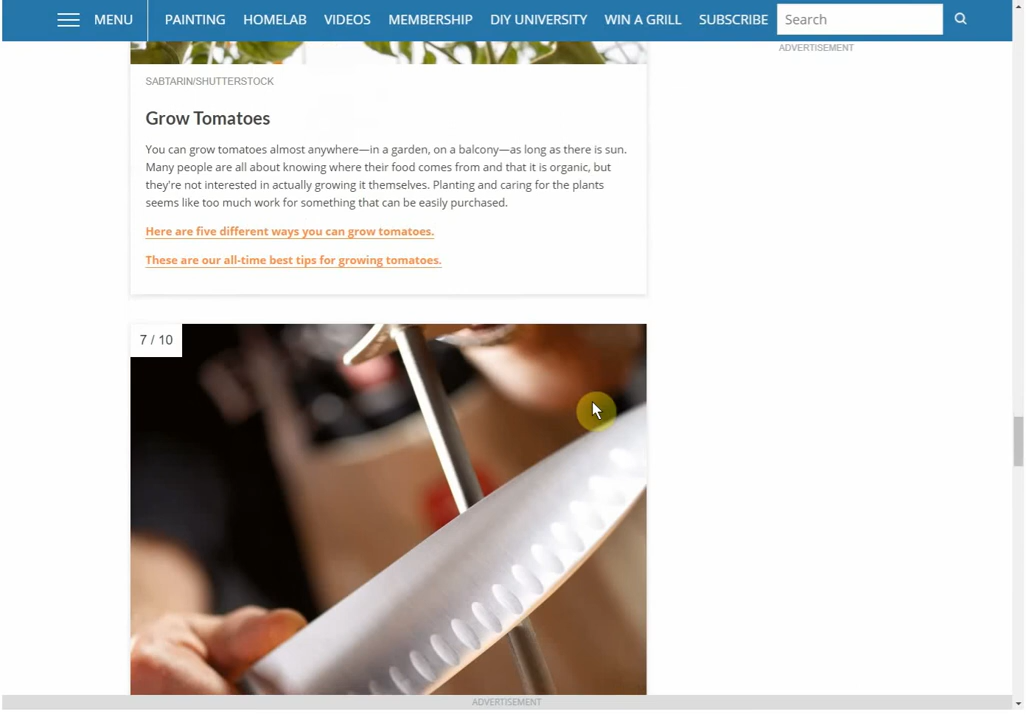 MENU PAINTING HOMELAB VIDEOS MEMBERSHIP DIY UNIVERSITY WIN A GRILL SUBSCRIBE Search
ADVERTISEMENT
SABTARIN/SHUTTERSTOCK
Grow Tomatoes
You can grow tomatoes almost anywhere—in a garden, on a balcony—as long as there is sun.
Many people are all about knowing where their food comes from and that it is organic, but
they're not interested in actually growing it themselves. Planting and caring for the plants
seems like too much work for something that can be easily purchased.
Here are five different ways you can grow tomatoes.
These are our all-time best tips for growing tomatoes.
7 / 10
ADVERTISEMENT